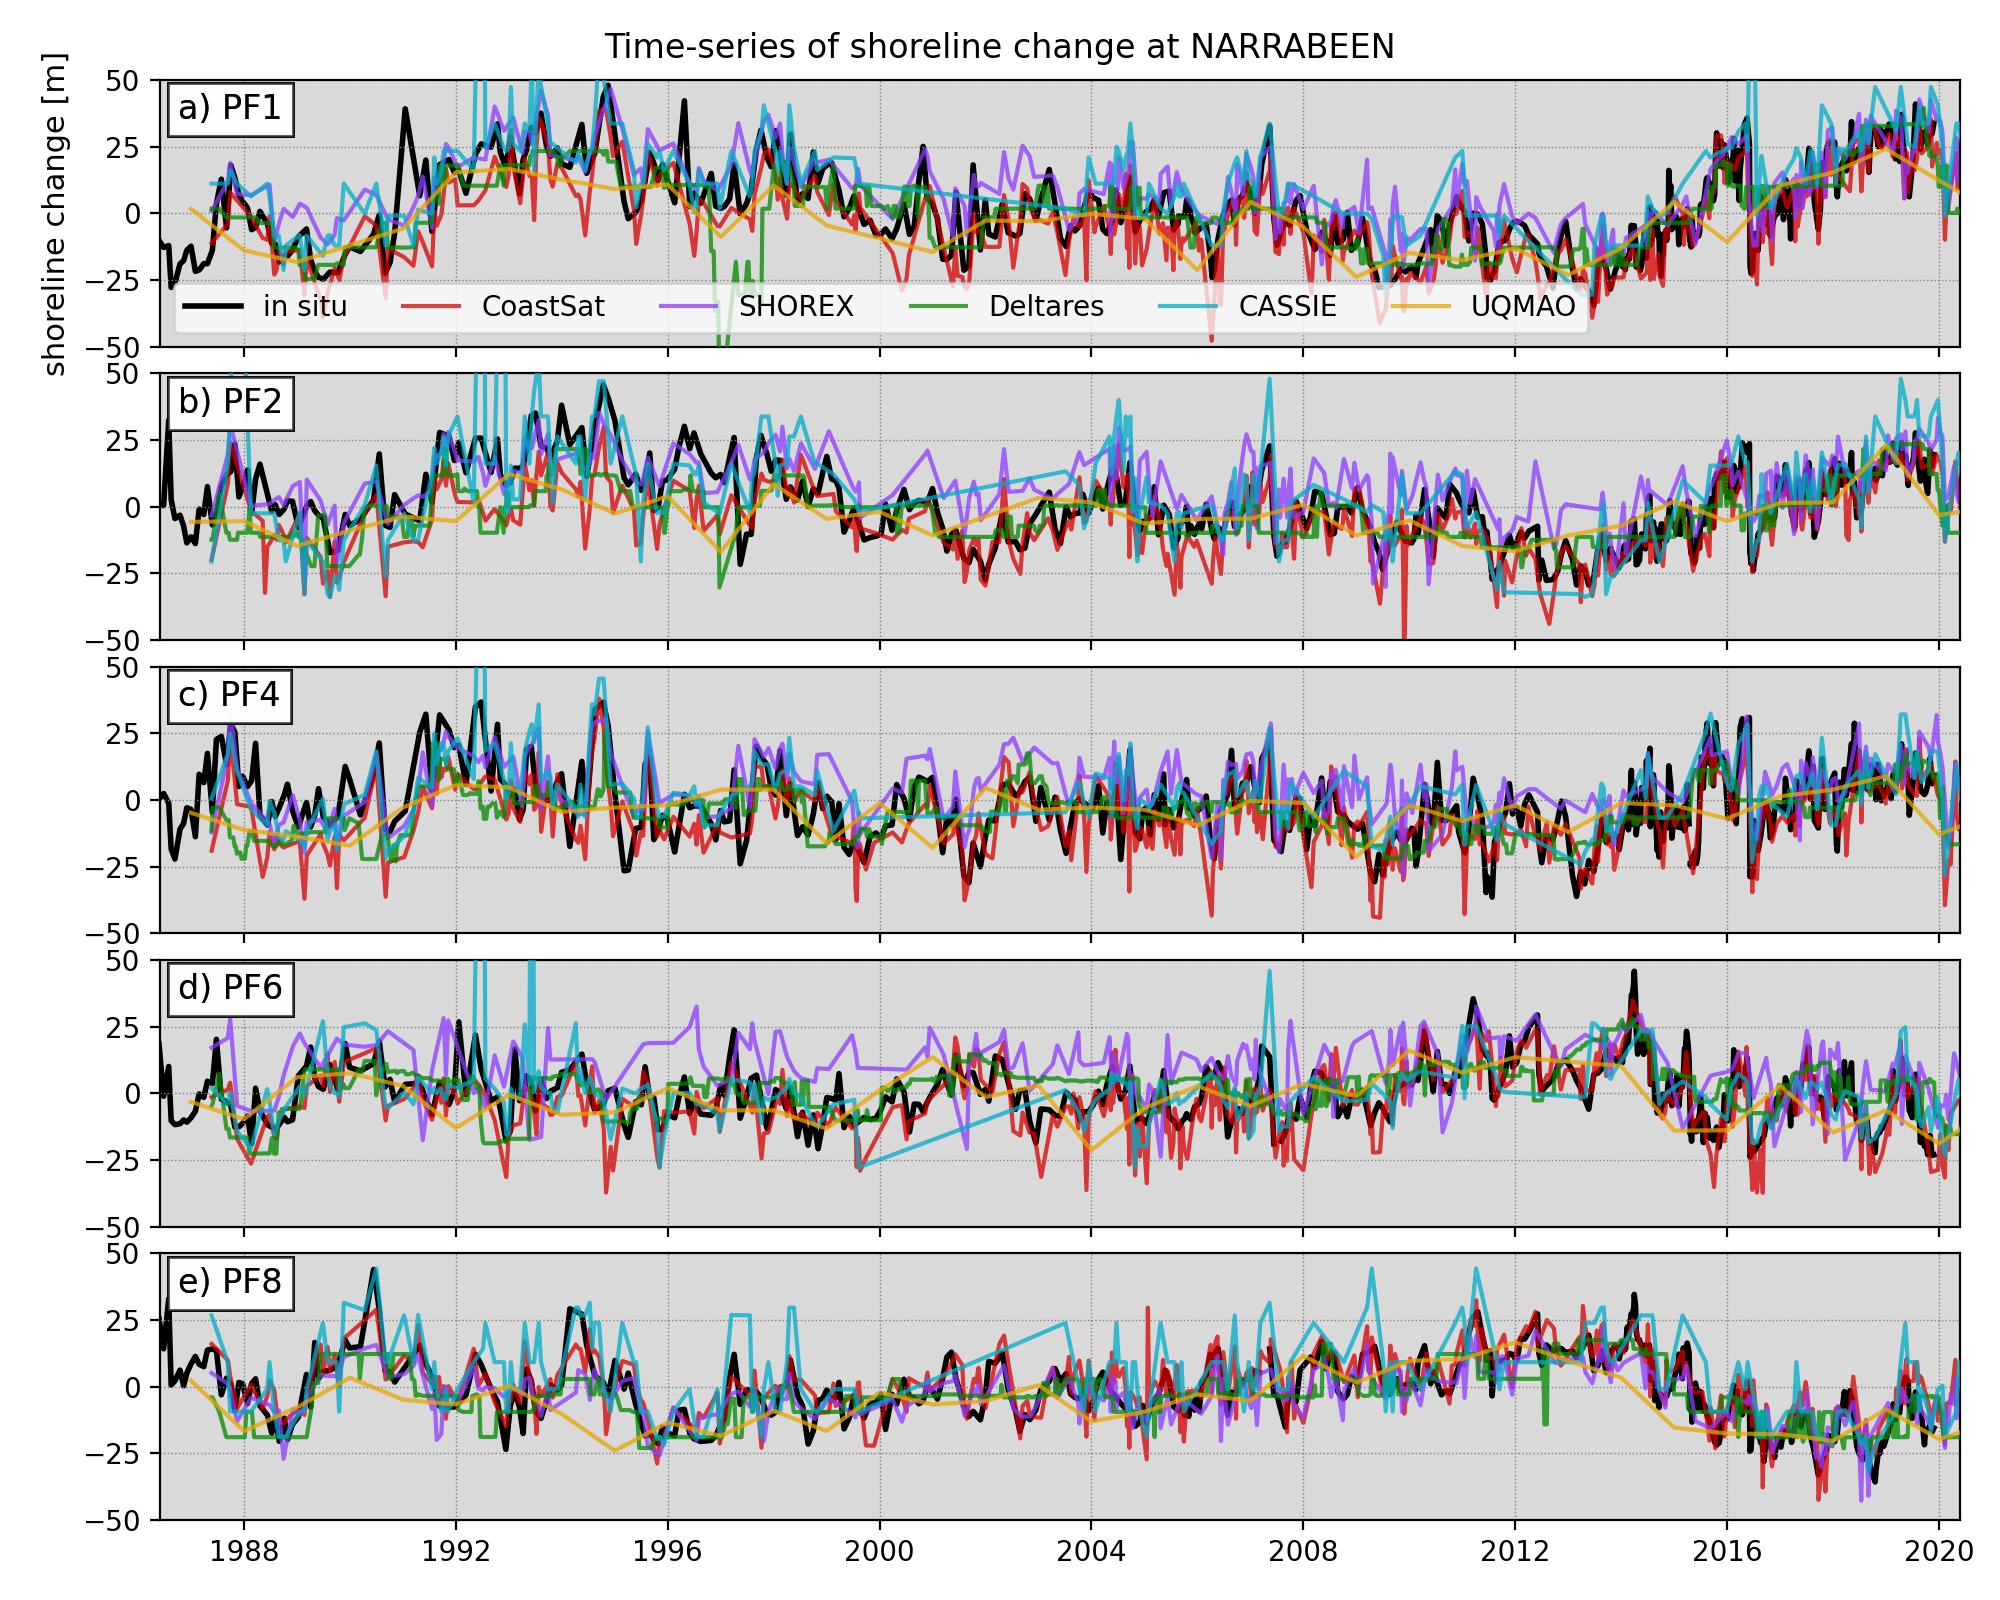 Time-series of shoreline change at NARRABEEN
shoreline change [m]
50
25
0
−25
−50
a) PF1
in situ CoastSat SHOREX Deltares CASSIE UQMAO
50
25
0
−25
−50
b) PF2
50
25
0
−25
−50
c) PF4
50
25
0
−25
−50
d) PF6
50
25
0
−25
−50
e) PF8
1988 1992 1996 2000 2004 2008 2012 2016 2020